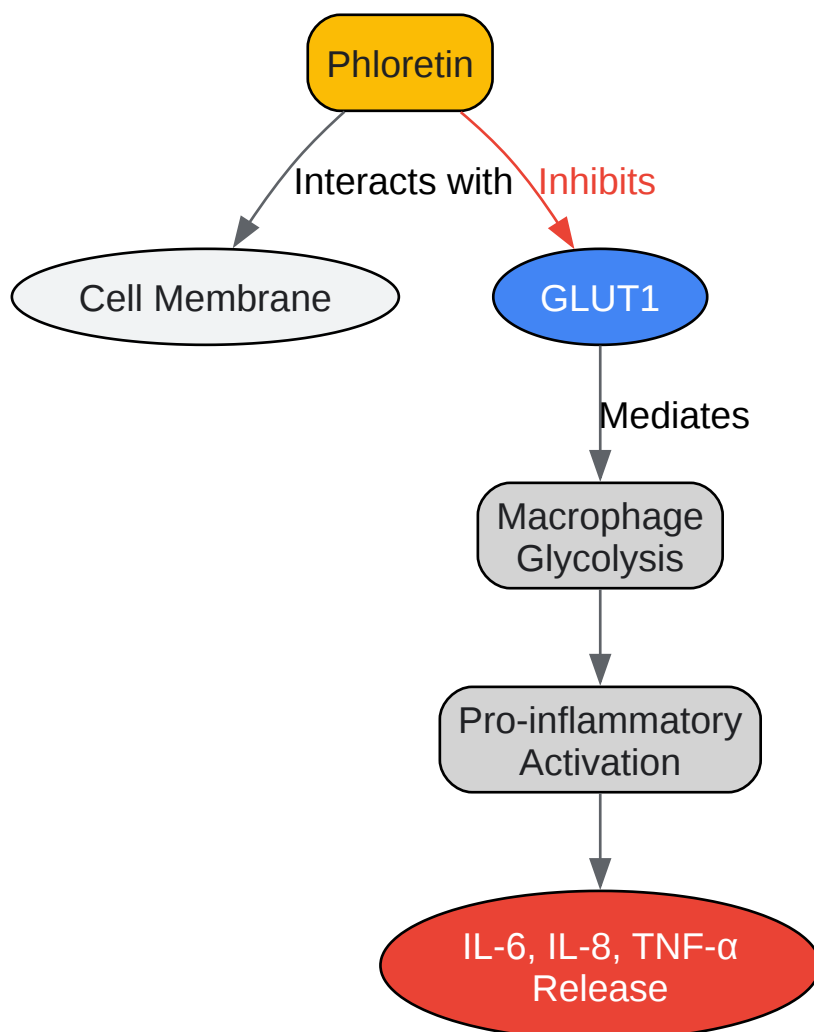 Phloretin
Interacts with
Inhibits
Cell Membrane
GLUT1
Mediates
Macrophage
Glycolysis
Pro-inflammatory
Activation
IL-6, IL-8, TNF-α
Release